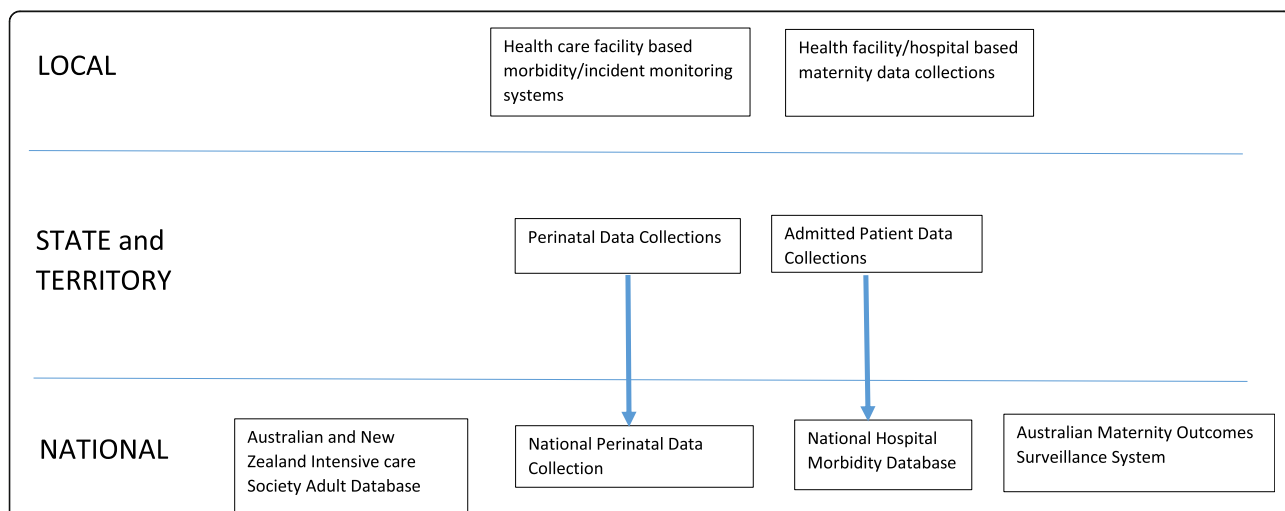 LOCAL
Health care facility based
morbidity/incident monitoring
systems
Health facility/hospital based
maternity data collections
STATE and
TERRITORY
Perinatal Data Collections
Admitted Patient Data
Collections
NATIONAL
Australian and New
Zealand Intensive care
Society Adult Database
National Perinatal Data
Collection
National Hospital
Morbidity Database
Australian Maternity Outcomes
Surveillance System